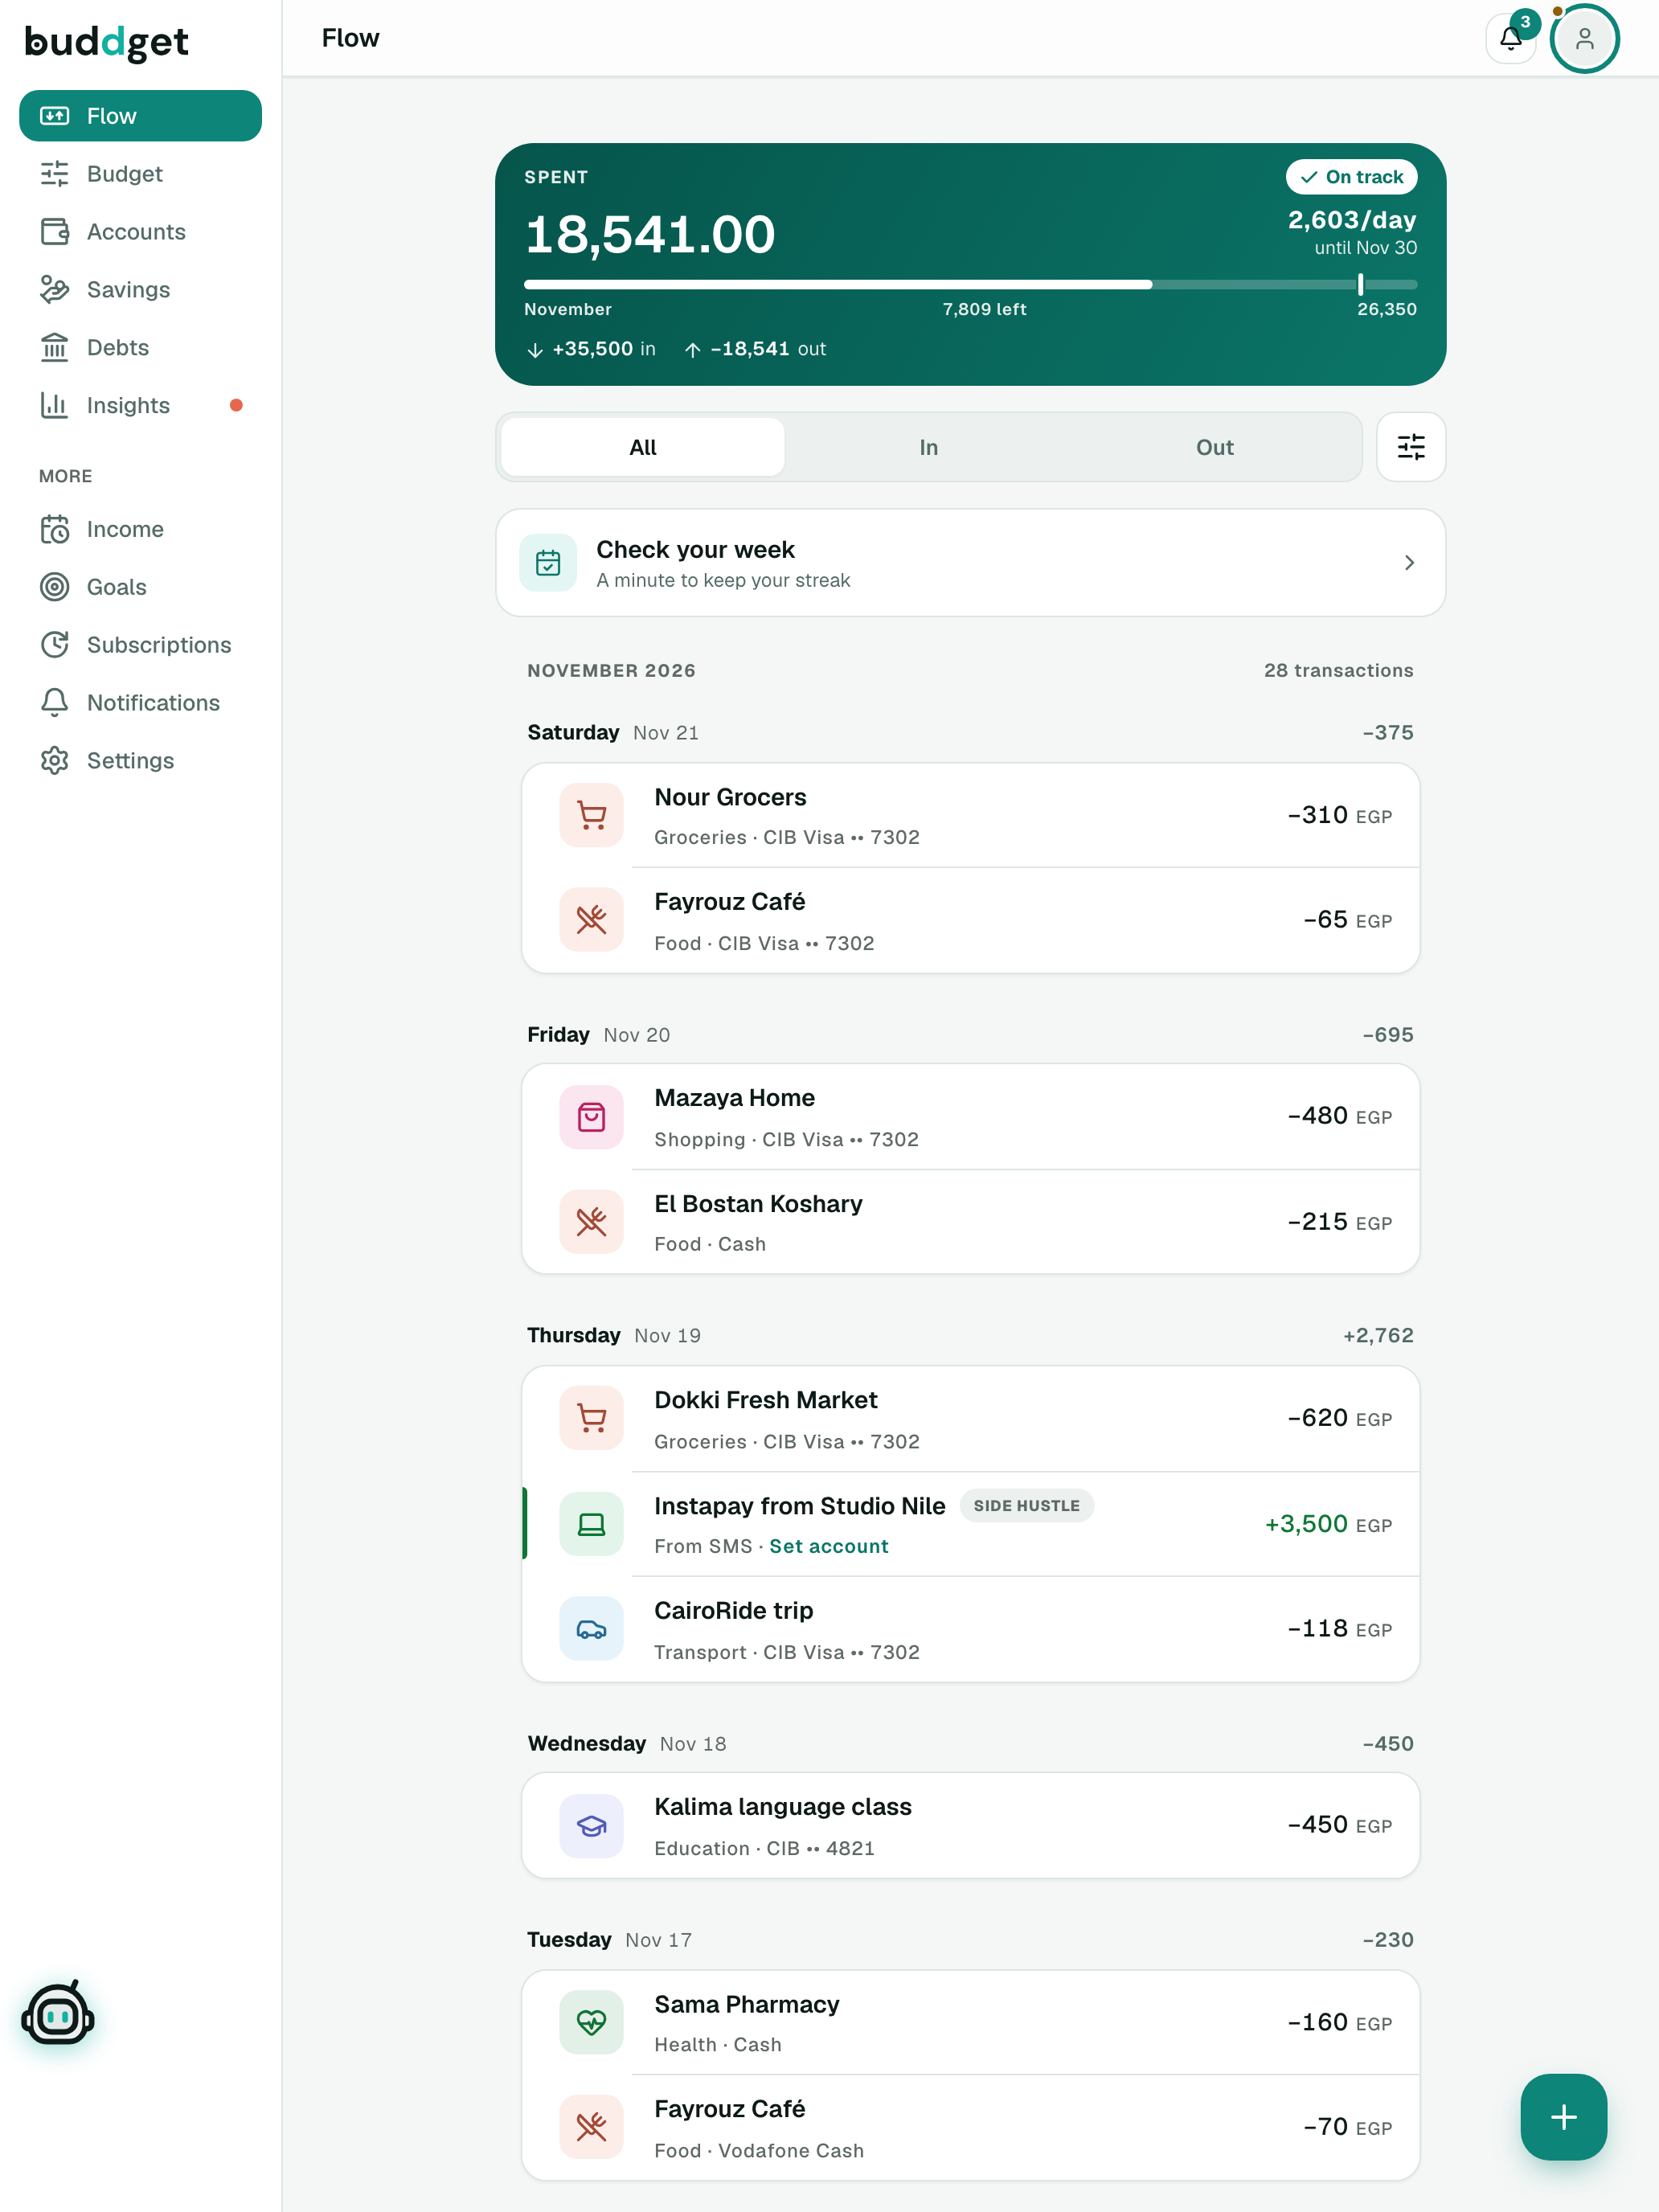 buddget
Flow
3
Flow
Budget
Accounts
Savings
Debts
Insights
MORE
Income
Goals
Subscriptions
Notifications
Settings
SPENT
On track
18,541.00
2,603/day
until Nov 30
November
7,809 left
26,350
+35,500 in
−18,541 out
All
In
Out
Check your week
A minute to keep your streak
NOVEMBER 2026
28 transactions
Saturday Nov 21
−375
Nour Grocers
Groceries · CIB Visa •• 7302
−310 EGP
Fayrouz Café
Food · CIB Visa •• 7302
−65 EGP
Friday Nov 20
−695
Mazaya Home
Shopping · CIB Visa •• 7302
−480 EGP
El Bostan Koshary
Food · Cash
−215 EGP
Thursday Nov 19
+2,762
Dokki Fresh Market
Groceries · CIB Visa •• 7302
−620 EGP
Instapay from Studio Nile SIDE HUSTLE
From SMS · Set account
+3,500 EGP
CairoRide trip
Transport · CIB Visa •• 7302
−118 EGP
Wednesday Nov 18
−450
Kalima language class
Education · CIB •• 4821
−450 EGP
Tuesday Nov 17
−230
Sama Pharmacy
Health · Cash
−160 EGP
Fayrouz Café
Food · Vodafone Cash
−70 EGP